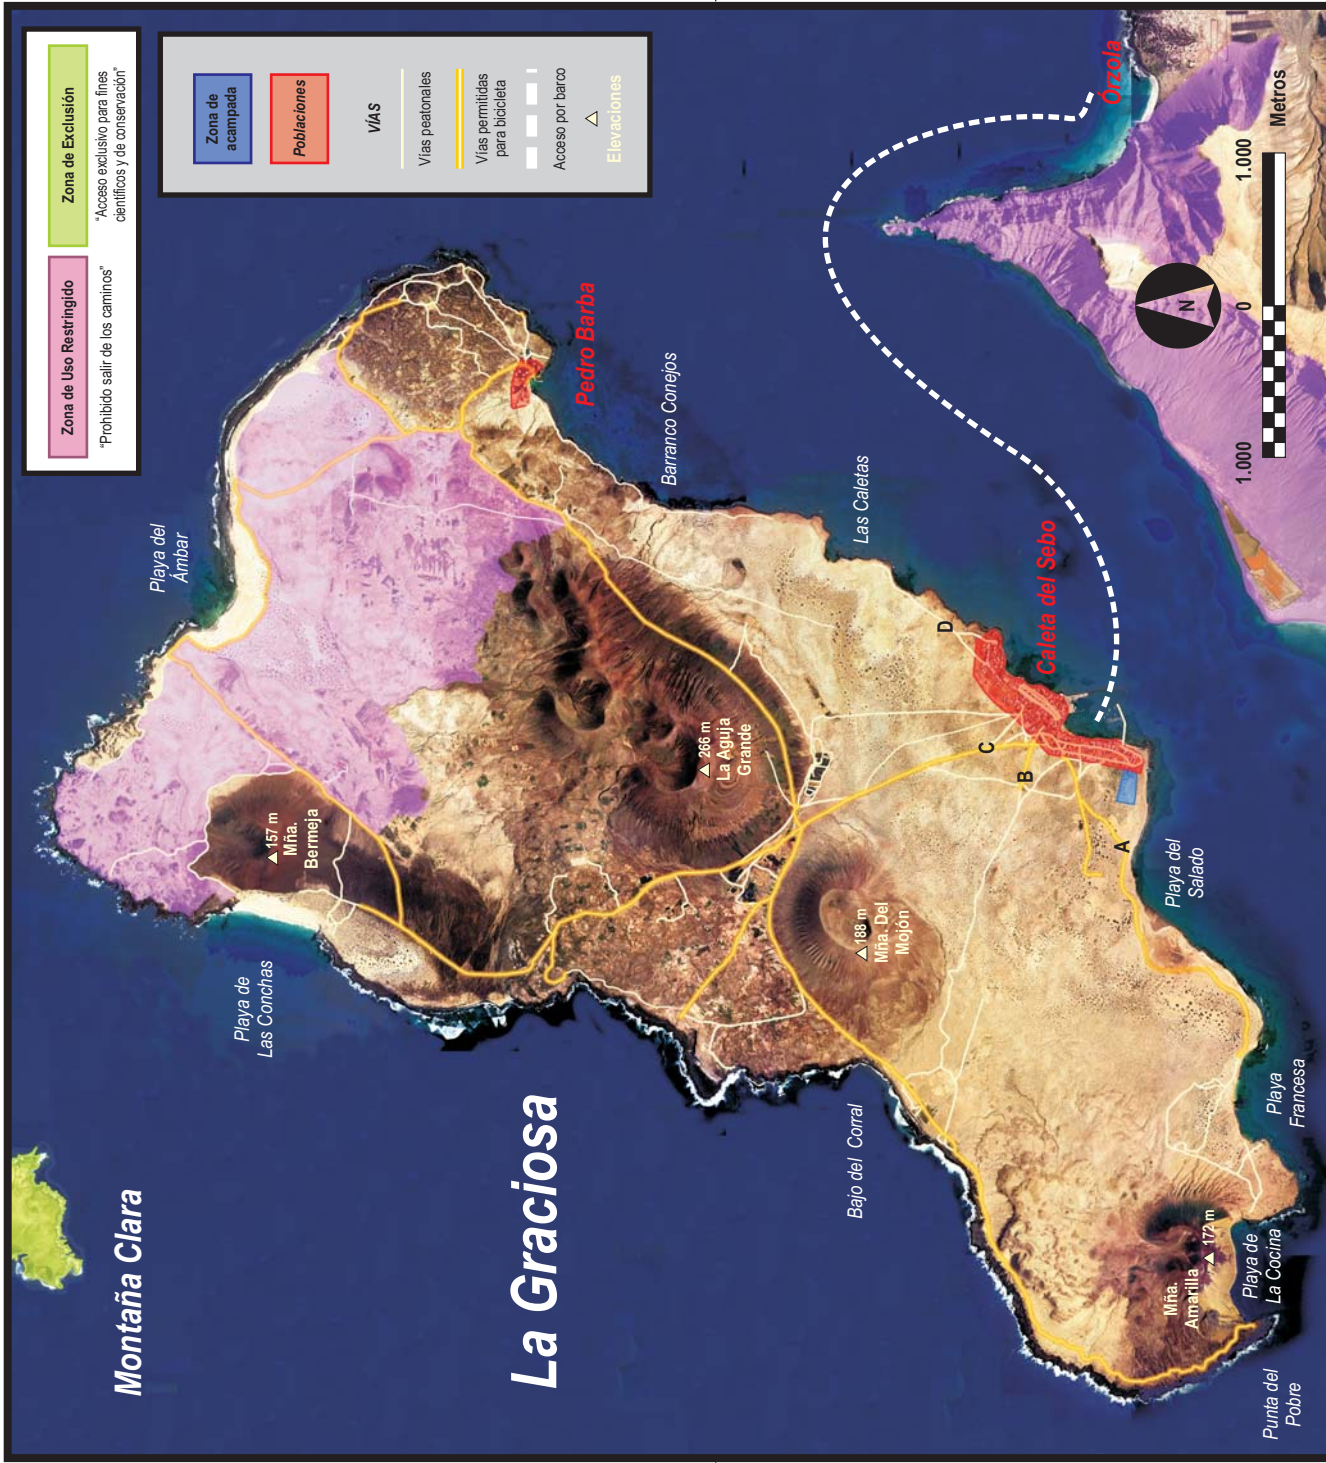 Zona de Uso Restringido
"Prohibido salir de los caminos"
Zona de Exclusión
"Acceso exclusivo para fines
científicos y de conservación"
Zona de
acampada
Poblaciones
VÍAS
Vías peatonales
Vías permitidas
para bicicleta
Acceso por barco
Elevaciones
Montaña Clara
La Graciosa
Playa del
Ámbar
Playa de
Las Conchas
157 m
Mña.
Bermeja
Pedro Barba
Barranco Conejos
Las Caletas
266 m
La Aguja
Grande
188 m
Mña. Del
Mojón
Bajo del Corral
D
C
B
A
Caleta del Sebo
Órzola
Playa del
Salado
Playa
Francesa
172 m
Mña.
Amarilla
Playa de
La Cocina
Punta del
Pobre
N
1.000
0
1.000
Metros